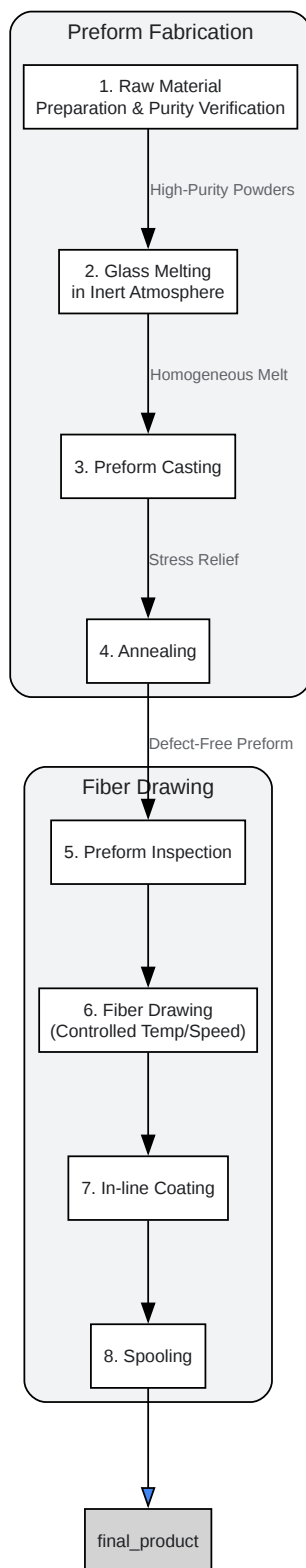 Preform Fabrication
1. Raw Material
Preparation & Purity Verification
High-Purity Powders
2. Glass Melting
in Inert Atmosphere
Homogeneous Melt
3. Preform Casting
Stress Relief
4. Annealing
Defect-Free Preform
Fiber Drawing
5. Preform Inspection
6. Fiber Drawing
(Controlled Temp/Speed)
7. In-line Coating
8. Spooling
final_product